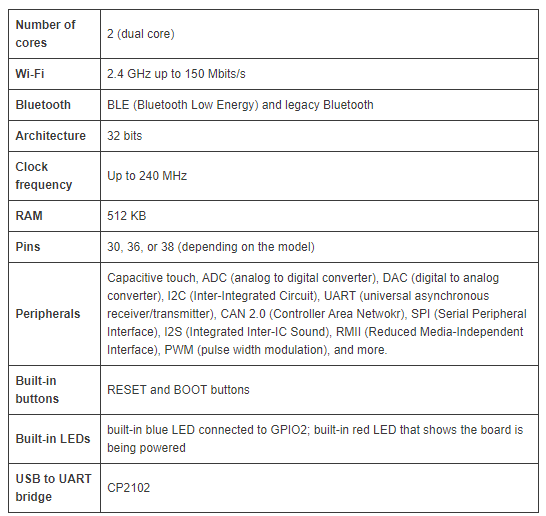 Number of
cores
2 (dual core)
Wi-Fi
2.4 GHz up to 150 Mbits/s
Bluetooth
BLE (Bluetooth Low Energy) and legacy Bluetooth
Architecture
32 bits
Clock
frequency
Up to 240 MHz
RAM
512 KB
Pins
30, 36, or 38 (depending on the model)
Peripherals
Capacitive touch, ADC (analog to digital converter), DAC (digital to analog
converter), I2C (Inter-Integrated Circuit), UART (universal asynchronous
receiver/transmitter), CAN 2.0 (Controller Area Netwokr), SPI (Serial Peripheral
Interface), I2S (Integrated Inter-IC Sound), RMII (Reduced Media-Independent
Interface), PWM (pulse width modulation), and more.
Built-in
buttons
RESET and BOOT buttons
Built-in LEDs
built-in blue LED connected to GPIO2; built-in red LED that shows the board is
being powered
USB to UART
bridge
CP2102